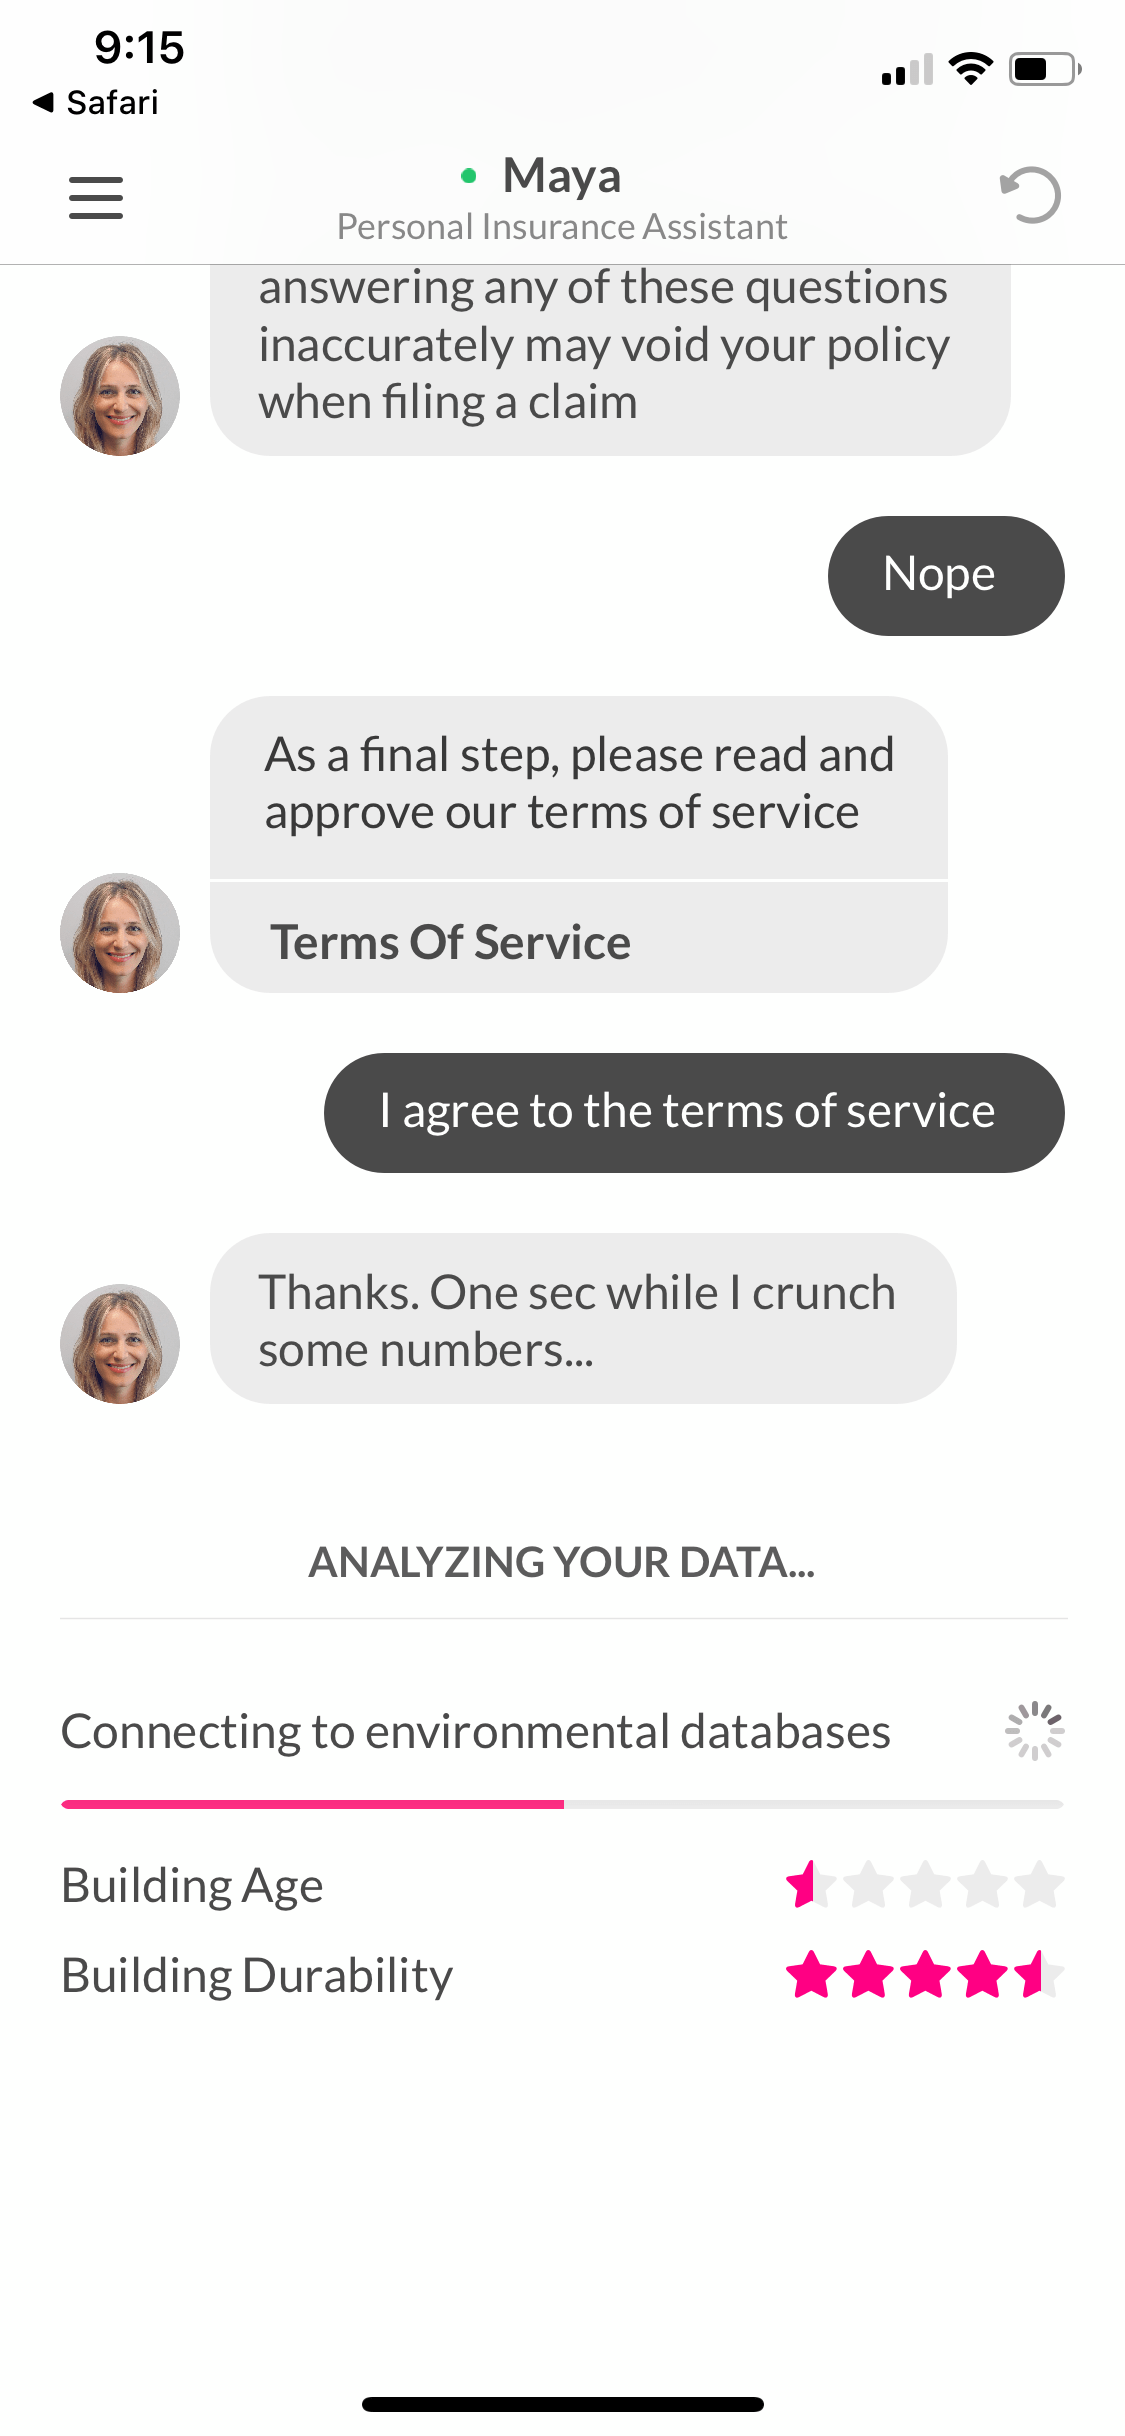 9:15
◀ Safari
Maya
Personal Insurance Assistant
answering any of these questions
inaccurately may void your policy
when filing a claim
Nope
As a final step, please read and
approve our terms of service
Terms Of Service
I agree to the terms of service
Thanks. One sec while I crunch
some numbers...
ANALYZING YOUR DATA...
Connecting to environmental databases
Building Age
Building Durability